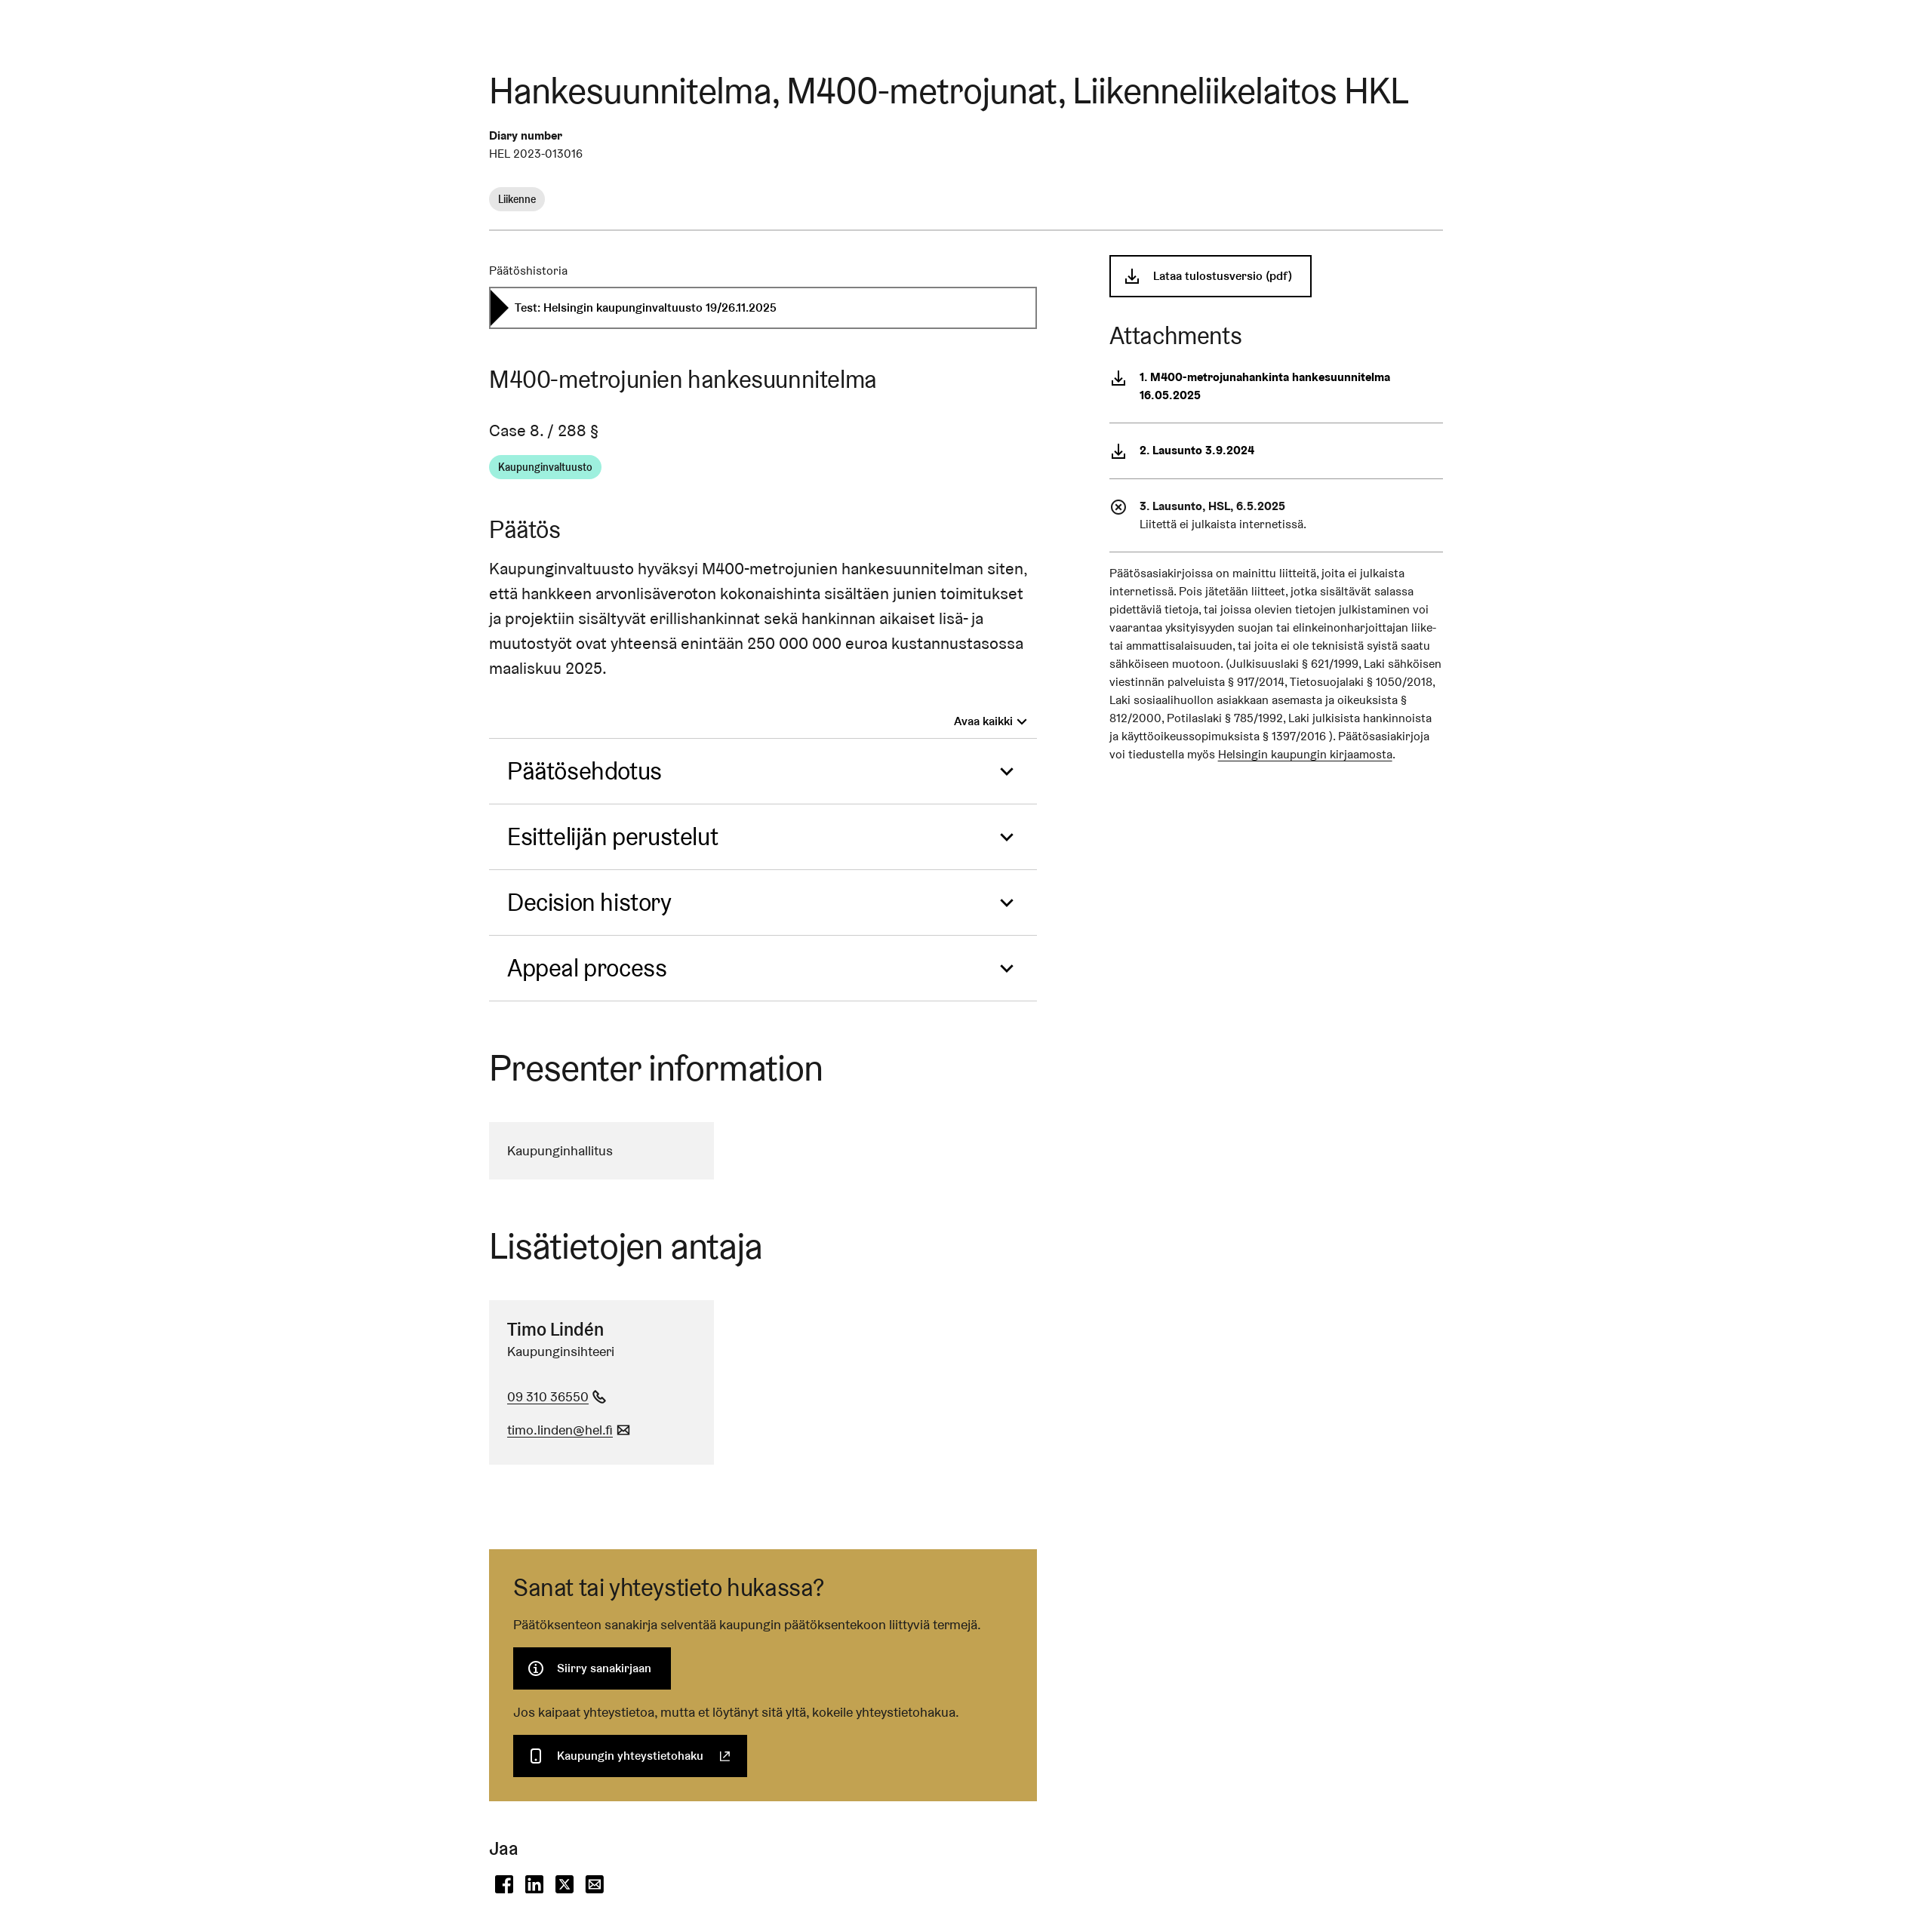 Hankesuunnitelma, M400-metrojunat, Liikenneliikelaitos HKL
Diary number
HEL 2023-013016
Liikenne
Päätöshistoria
Test: Helsingin kaupunginvaltuusto 19/26.11.2025
M400-metrojunien hankesuunnitelma
Case 8. / 288 §
Kaupunginvaltuusto
Päätös
Kaupunginvaltuusto hyväksyi M400-metrojunien hankesuunnitelman siten,
että hankkeen arvonlisäveroton kokonaishinta sisältäen junien toimitukset
ja projektiin sisältyvät erillishankinnat sekä hankinnan aikaiset lisä- ja
muutostyöt ovat yhteensä enintään 250 000 000 euroa kustannustasossa
maaliskuu 2025.
Avaa kaikki
Päätösehdotus
Esittelijän perustelut
Decision history
Appeal process
Presenter information
Kaupunginhallitus
Lisätietojen antaja
Timo Lindén
Kaupunginsihteeri
09 310 36550
timo.linden@hel.fi
Sanat tai yhteystieto hukassa?
Päätöksenteon sanakirja selventää kaupungin päätöksentekoon liittyviä termejä.
Siirry sanakirjaan
Jos kaipaat yhteystietoa, mutta et löytänyt sitä yltä, kokeile yhteystietohakua.
Kaupungin yhteystietohaku
Jaa
Lataa tulostusversio (pdf)
Attachments
1. M400-metrojunahankinta hankesuunnitelma
16.05.2025
2. Lausunto 3.9.2024
3. Lausunto, HSL, 6.5.2025
Liitettä ei julkaista internetissä.
Päätösasiakirjoissa on mainittu liitteitä, joita ei julkaista
internetissä. Pois jätetään liitteet, jotka sisältävät salassa
pidettäviä tietoja, tai joissa olevien tietojen julkistaminen voi
vaarantaa yksityisyyden suojan tai elinkeinonharjoittajan liike-
tai ammattisalaisuuden, tai joita ei ole teknisistä syistä saatu
sähköiseen muotoon. (Julkisuuslaki § 621/1999, Laki sähköisen
viestinnän palveluista § 917/2014, Tietosuojalaki § 1050/2018,
Laki sosiaalihuollon asiakkaan asemasta ja oikeuksista §
812/2000, Potilaslaki § 785/1992, Laki julkisista hankinnoista
ja käyttöoikeussopimuksista § 1397/2016 ). Päätösasiakirjoja
voi tiedustella myös Helsingin kaupungin kirjaamosta.